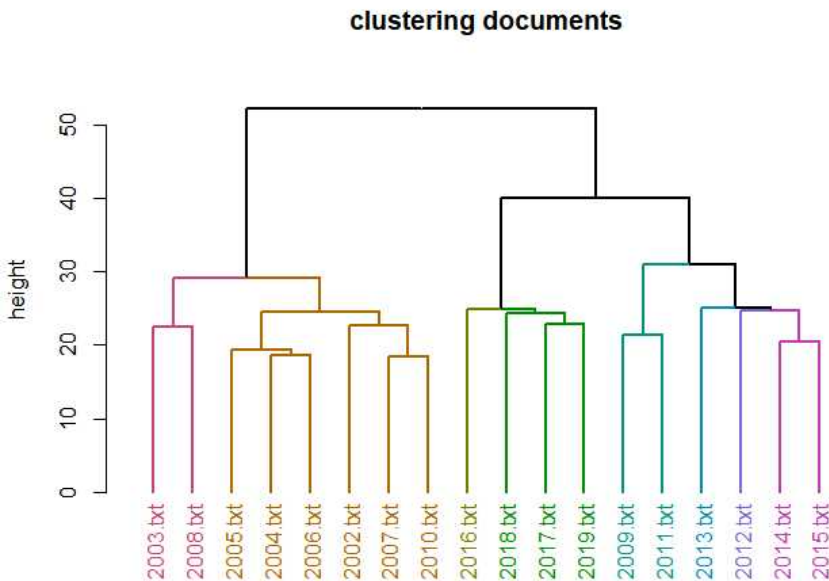 clustering documents
height
50
40
30
20
10
0
2003.txt
2008.txt
2005.txt
2004.txt
2006.txt
2002.txt
2007.txt
2010.txt
2016.txt
2018.txt
2017.txt
2019.txt
2009.txt
2011.txt
2013.txt
2012.txt
2014.txt
2015.txt